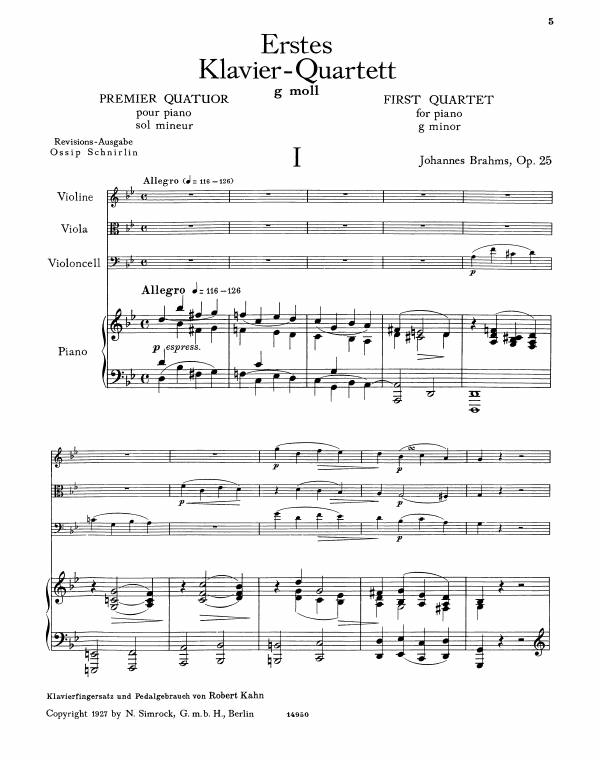 5
Erstes
Klavier-Quartett
g moll
PREMIER QUATUOR
pour piano
sol mineur
FIRST QUARTET
for piano
g minor
Revisions-Ausgabe
Ossip Schnirlin
I
Johannes Brahms, Op. 25
Allegro (♩ = 116–126)
Violine
Viola
Violoncell
p
Allegro ♩ = 116–126
Piano
p espress.
p
p
p
p
p
Klavierfingersatz und Pedalgebrauch von Robert Kahn
Copyright 1927 by N. Simrock, G. m. b. H., Berlin
14950